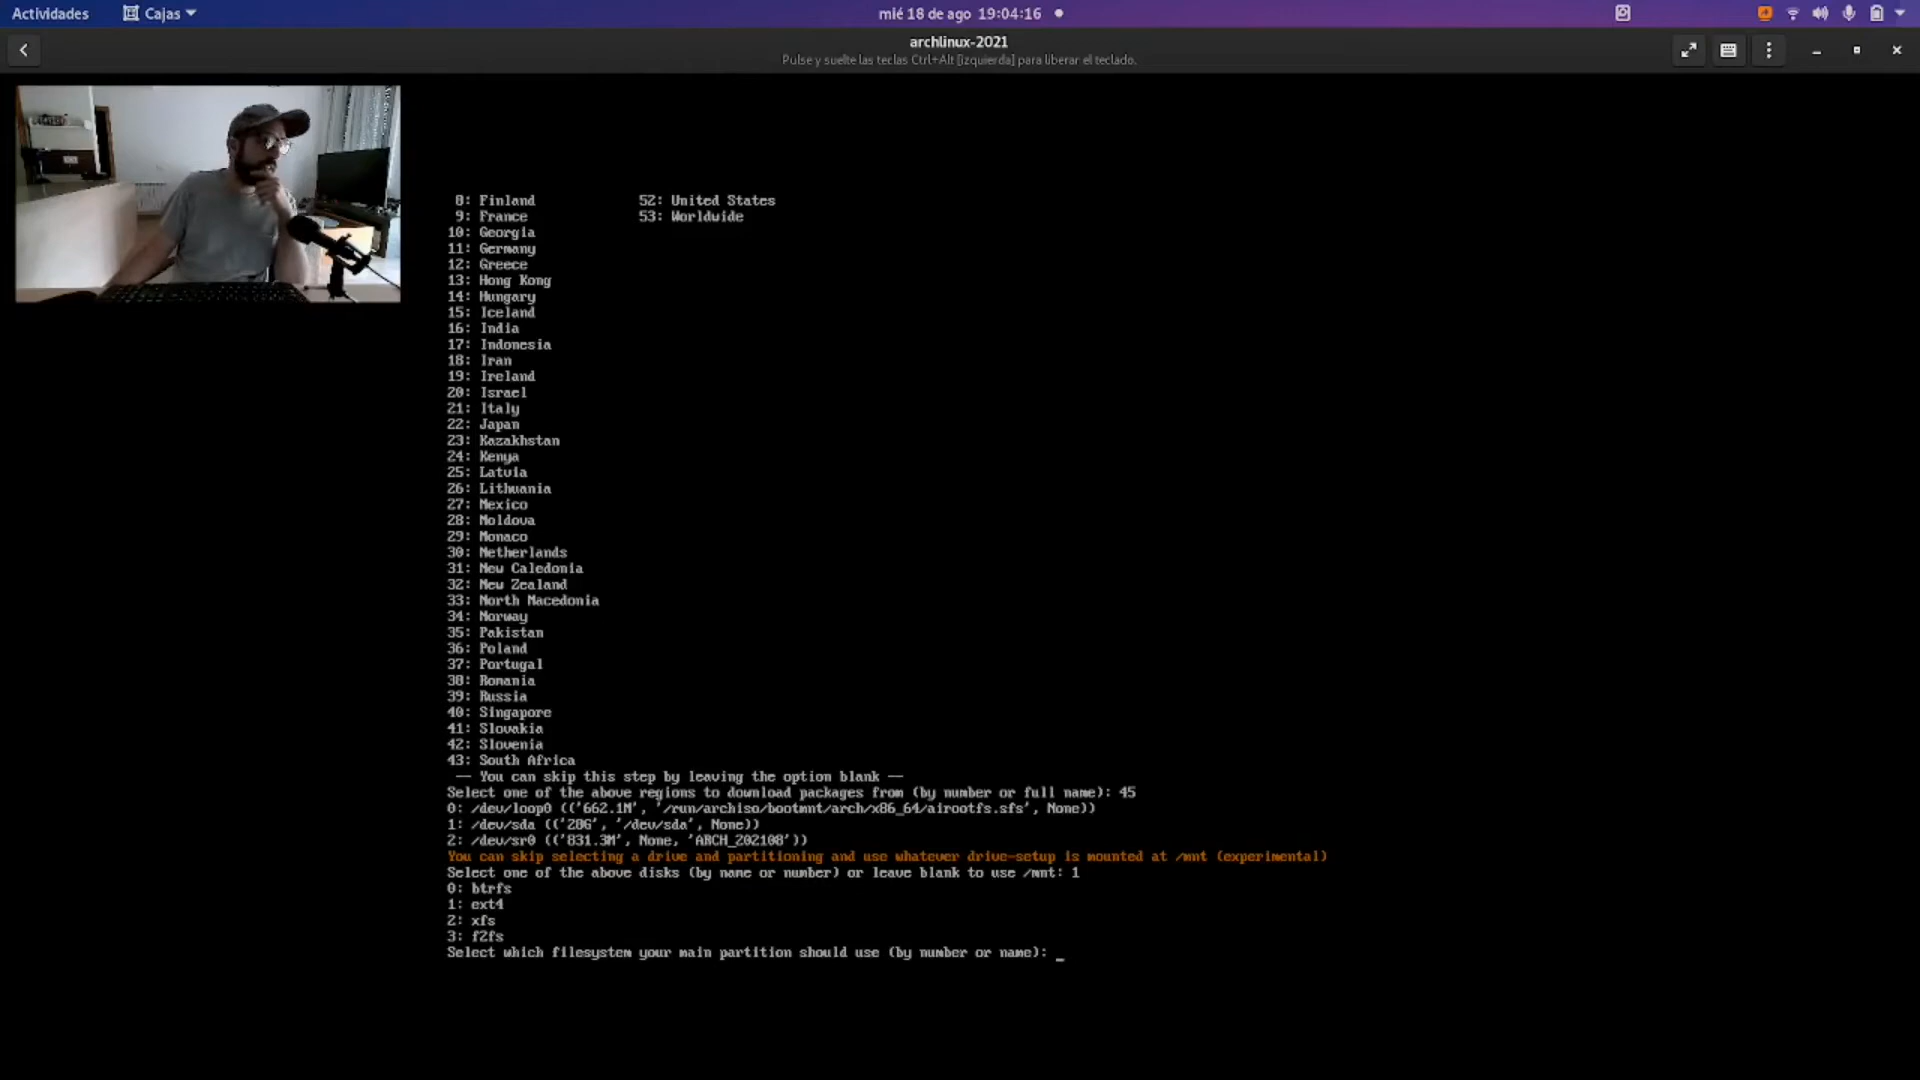 Actividades Cajas mié 18 de ago 19:04:16
archlinux-2021
Pulse y suelte las teclas Ctrl+Alt [izquierda] para liberar el teclado.
8: Finland 52: United States
9: France 53: Worldwide
10: Georgia
11: Germany
12: Greece
13: Hong Kong
14: Hungary
15: Iceland
16: India
17: Indonesia
18: Iran
19: Ireland
20: Israel
21: Italy
22: Japan
23: Kazakhstan
24: Kenya
25: Latvia
26: Lithuania
27: Mexico
28: Moldova
29: Monaco
30: Netherlands
31: New Caledonia
32: New Zealand
33: North Macedonia
34: Norway
35: Pakistan
36: Poland
37: Portugal
38: Romania
39: Russia
40: Singapore
41: Slovakia
42: Slovenia
43: South Africa
-- You can skip this step by leaving the option blank --
Select one of the above regions to download packages from (by number or full name): 45
0: /dev/loop0 (('662.1M', '/run/archiso/bootmnt/arch/x86_64/airootfs.sfs', None))
1: /dev/sda (('20G', '/dev/sda', None))
2: /dev/sr0 (('831.3M', None, 'ARCH_202108'))
You can skip selecting a drive and partitioning and use whatever drive-setup is mounted at /mnt (experimental)
Select one of the above disks (by name or number) or leave blank to use /mnt: 1
0: btrfs
1: ext4
2: xfs
3: f2fs
Select which filesystem your main partition should use (by number or name): _